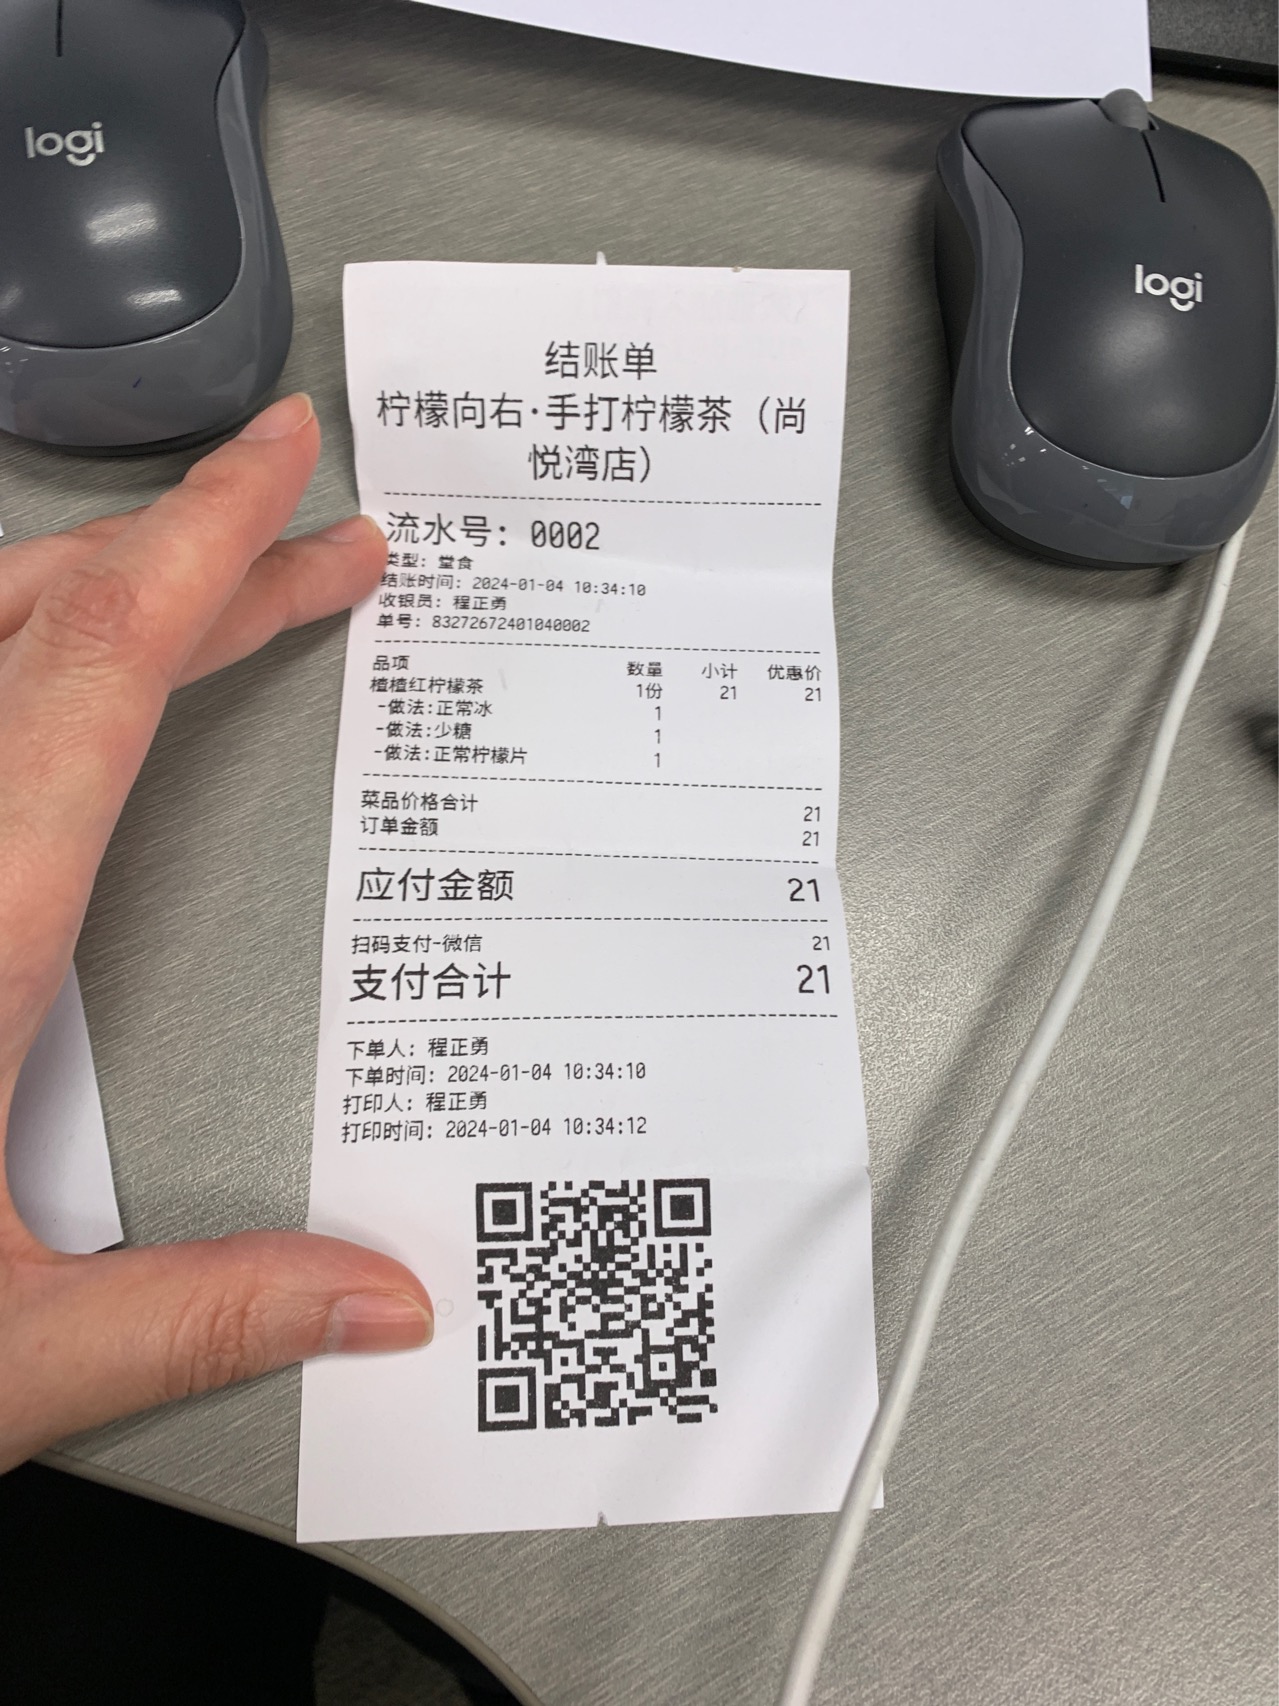 logi
logi
结账单
柠檬向右·手打柠檬茶（尚
悦湾店）
流水号：0002
类型：堂食
结账时间：2024-01-04 10:34:10
收银员：程正勇
单号：83272672401040002
品项 数量 小计 优惠价
楂楂红柠檬茶 1份 21 21
-做法:正常冰 1
-做法:少糖 1
-做法:正常柠檬片 1
菜品价格合计 21
订单金额 21
应付金额 21
扫码支付-微信 21
支付合计 21
下单人：程正勇
下单时间：2024-01-04 10:34:10
打印人：程正勇
打印时间：2024-01-04 10:34:12